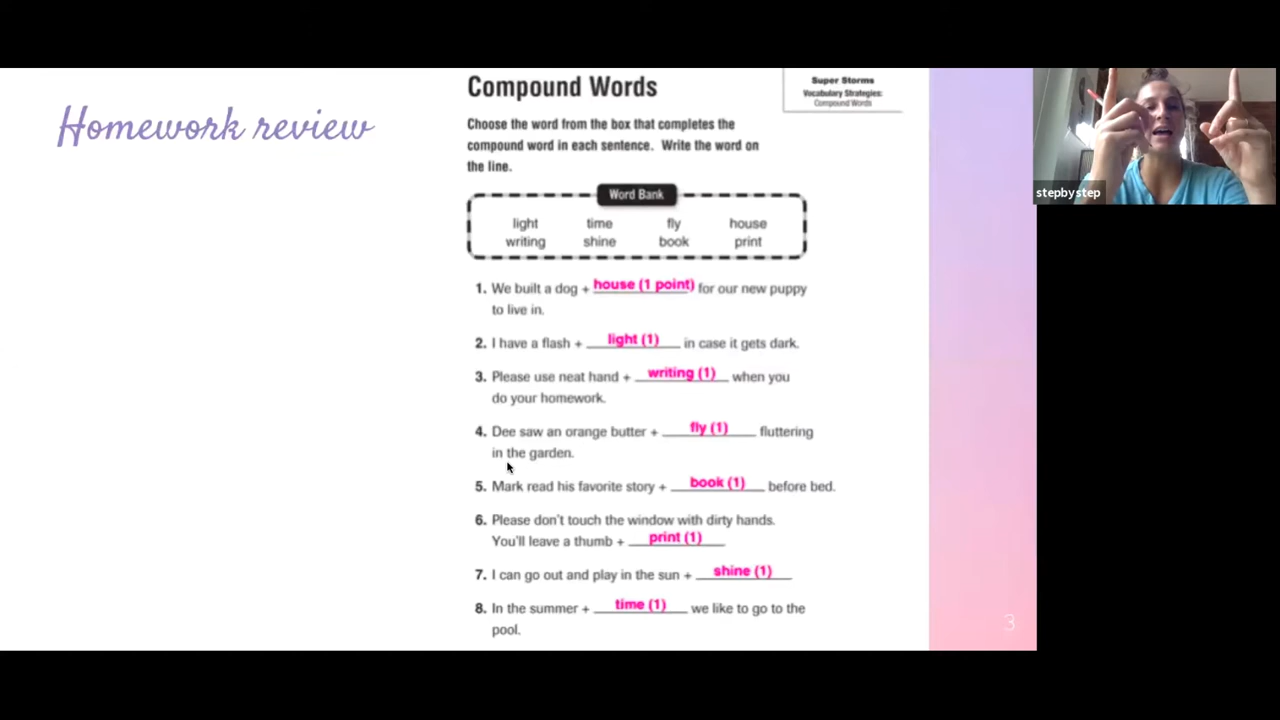 Homework review
Compound Words
Super Storms
Vocabulary Strategies:
Compound Words
Choose the word from the box that completes the
compound word in each sentence. Write the word on
the line.
Word Bank
light time fly house
writing shine book print
1. We built a dog + house (1 point) for our new puppy
to live in.
2. I have a flash + light (1) in case it gets dark.
3. Please use neat hand + writing (1) when you
do your homework.
4. Dee saw an orange butter + fly (1) fluttering
in the garden.
5. Mark read his favorite story + book (1) before bed.
6. Please don't touch the window with dirty hands.
You'll leave a thumb + print (1)
7. I can go out and play in the sun + shine (1)
8. In the summer + time (1) we like to go to the
pool.
3
stepbystep